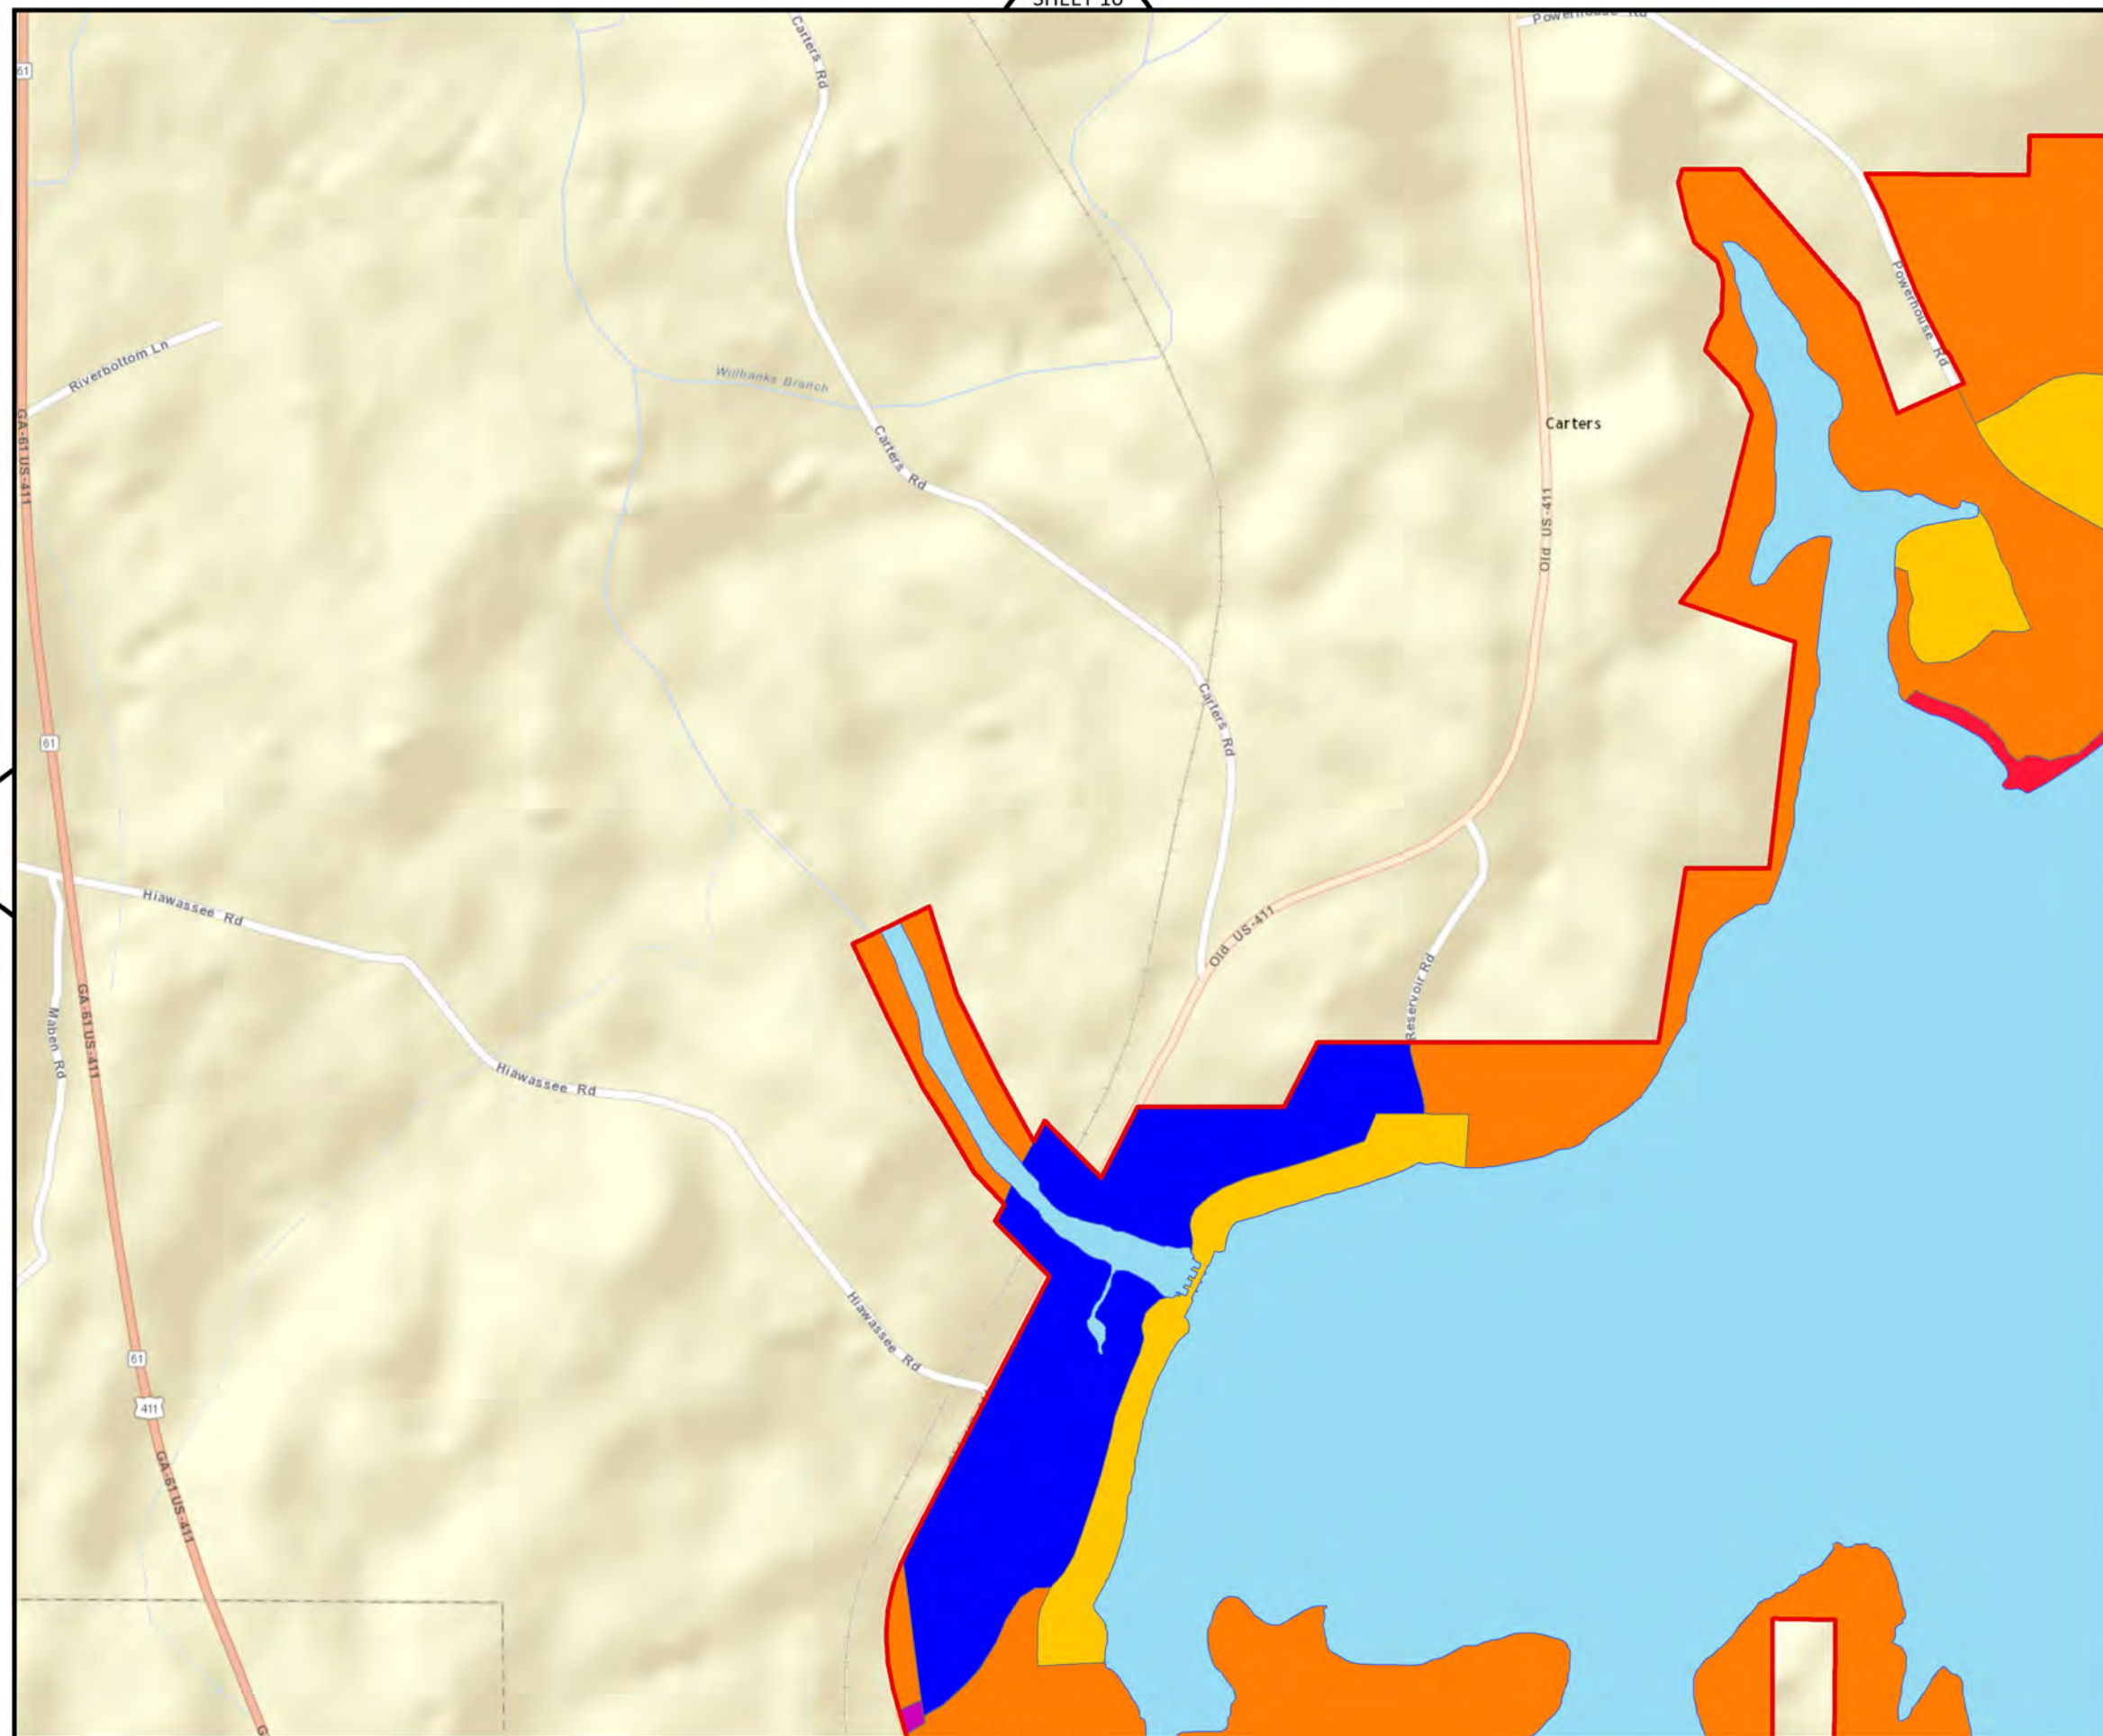 SHEET 10
Powerhouse Rd
61
Carters Rd
Powerhouse Rd
Riverbottom Ln
Willbanks Branch
GA-61 US-411
Carters
Carters Rd
Old US-411
Carters Rd
61
Hiawassee Rd
Old US-411
Reservoir Rd
GA-61 US-411
Maben Rd
Hiawassee Rd
Hiawassee Rd
61
411
GA-61 US-411
G